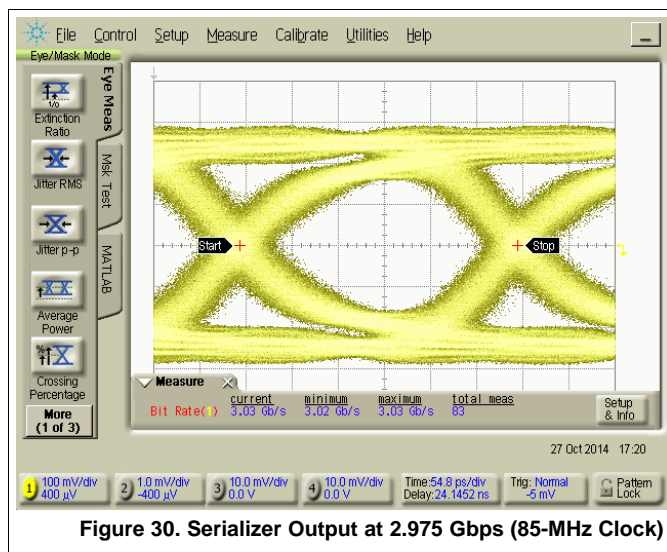 File Control Setup Measure Calibrate Utilities Help
Eye/Mask Mode
Eye Meas
Msk Test
MATLAB
1/0
Extinction
Ratio
Jitter RMS
Jitter p-p
Average
Power
%
Crossing
Percentage
More
(1 of 3)
Start
Stop
Measure
current minimum maximum total meas
Bit Rate(1) 3.03 Gb/s 3.02 Gb/s 3.03 Gb/s 83
Setup
& Info
27 Oct 2014 17:20
1 100 mV/div
400 µV
2 1.0 mV/div
-400 µV
3 10.0 mV/div
0.0 V
4 10.0 mV/div
0.0 V
Time:54.8 ps/div
Delay:24.1452 ns
Trig: Normal
-5 mV
Pattern
Lock
Figure 30. Serializer Output at 2.975 Gbps (85-MHz Clock)